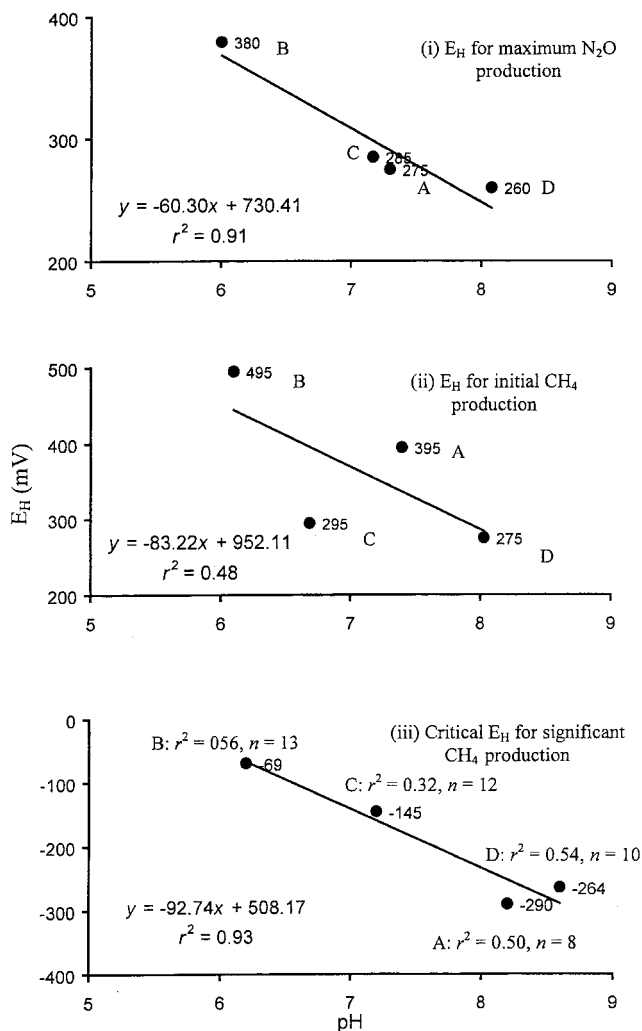 400
380 B
(i) E_H for maximum N₂O
production
300
C 285
275
A
260 D
y = -60.30x + 730.41
r² = 0.91
200
5 6 7 8 9
500
495
B
(ii) E_H for initial CH₄
production
400
395 A
E_H (mV)
300
295
C
275
D
y = -83.22x + 952.11
r² = 0.48
200
5 6 7 8 9
0
B: r² = 056, n = 13
(iii) Critical E_H for significant
CH₄ production
-69
-100
C: r² = 0.32, n = 12
-145
-200
D: r² = 0.54, n = 10
-264
-290
y = -92.74x + 508.17
-300
r² = 0.93
A: r² = 0.50, n = 8
-400
5 6 7 8 9
pH